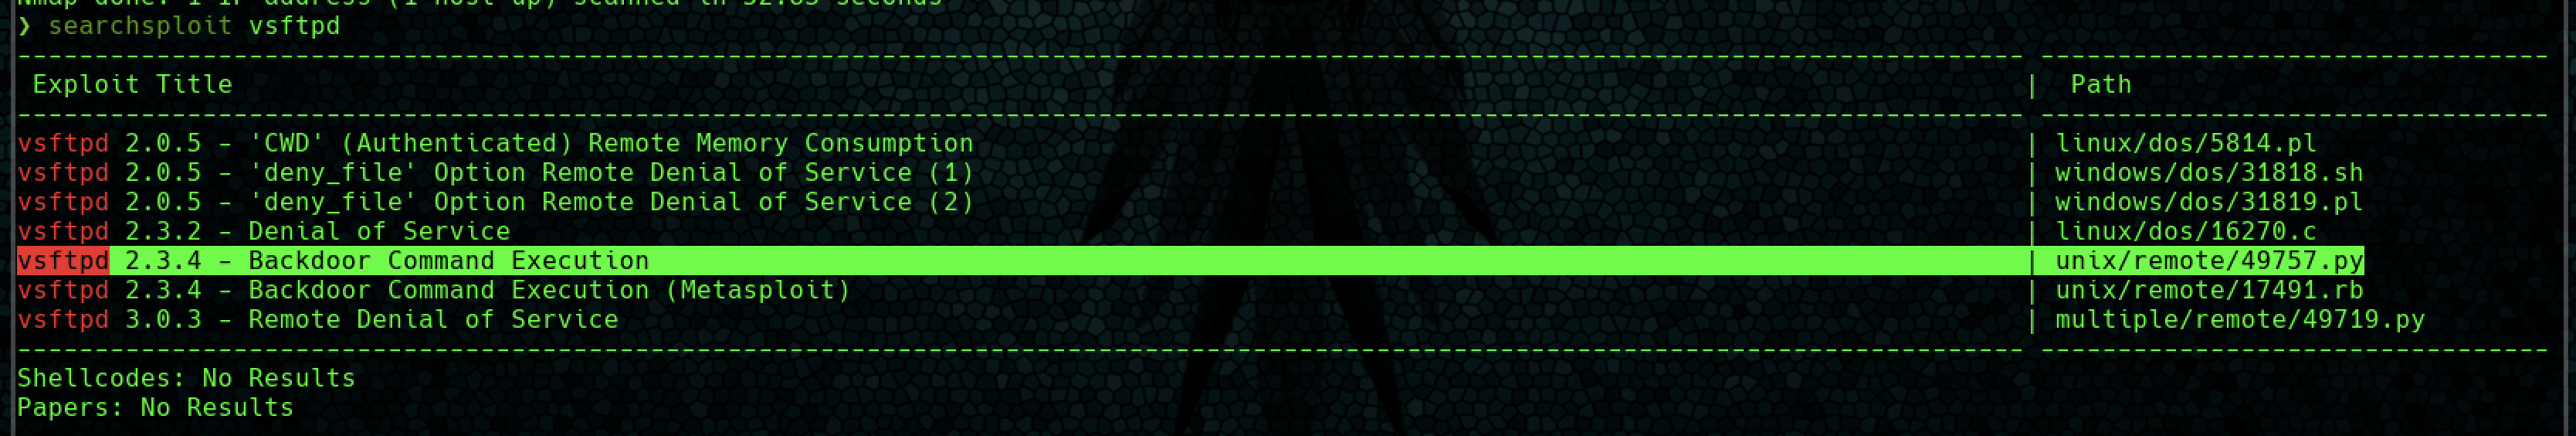 Nmap done: 1 IP address (1 host up) scanned in 32.63 seconds
❯ searchsploit vsftpd
Exploit Title | Path
vsftpd 2.0.5 - 'CWD' (Authenticated) Remote Memory Consumption | linux/dos/5814.pl
vsftpd 2.0.5 - 'deny_file' Option Remote Denial of Service (1) | windows/dos/31818.sh
vsftpd 2.0.5 - 'deny_file' Option Remote Denial of Service (2) | windows/dos/31819.pl
vsftpd 2.3.2 - Denial of Service | linux/dos/16270.c
vsftpd 2.3.4 - Backdoor Command Execution | unix/remote/49757.py
vsftpd 2.3.4 - Backdoor Command Execution (Metasploit) | unix/remote/17491.rb
vsftpd 3.0.3 - Remote Denial of Service | multiple/remote/49719.py
Shellcodes: No Results
Papers: No Results